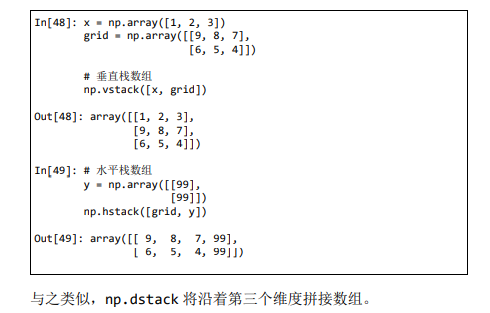 In[48]: x = np.array([1, 2, 3])
        grid = np.array([[9, 8, 7],
                         [6, 5, 4]])
        # 垂直栈数组
        np.vstack([x, grid])
Out[48]: array([[1, 2, 3],
                [9, 8, 7],
                [6, 5, 4]])
In[49]: # 水平栈数组
        y = np.array([[99],
                      [99]])
        np.hstack([grid, y])
Out[49]: array([[ 9,  8,  7, 99],
                [ 6,  5,  4, 99]])
与之类似，np.dstack 将沿着第三个维度拼接数组。